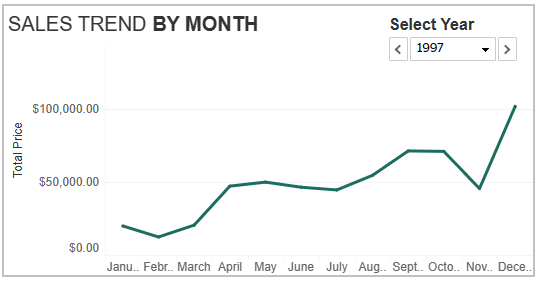 SALES TREND BY MONTH
Select Year
< 1997 >
Total Price
$100,000.00
$50,000.00
$0.00
Janu.. Febr.. March April May June July Aug.. Sept.. Octo.. Nov.. Dece..